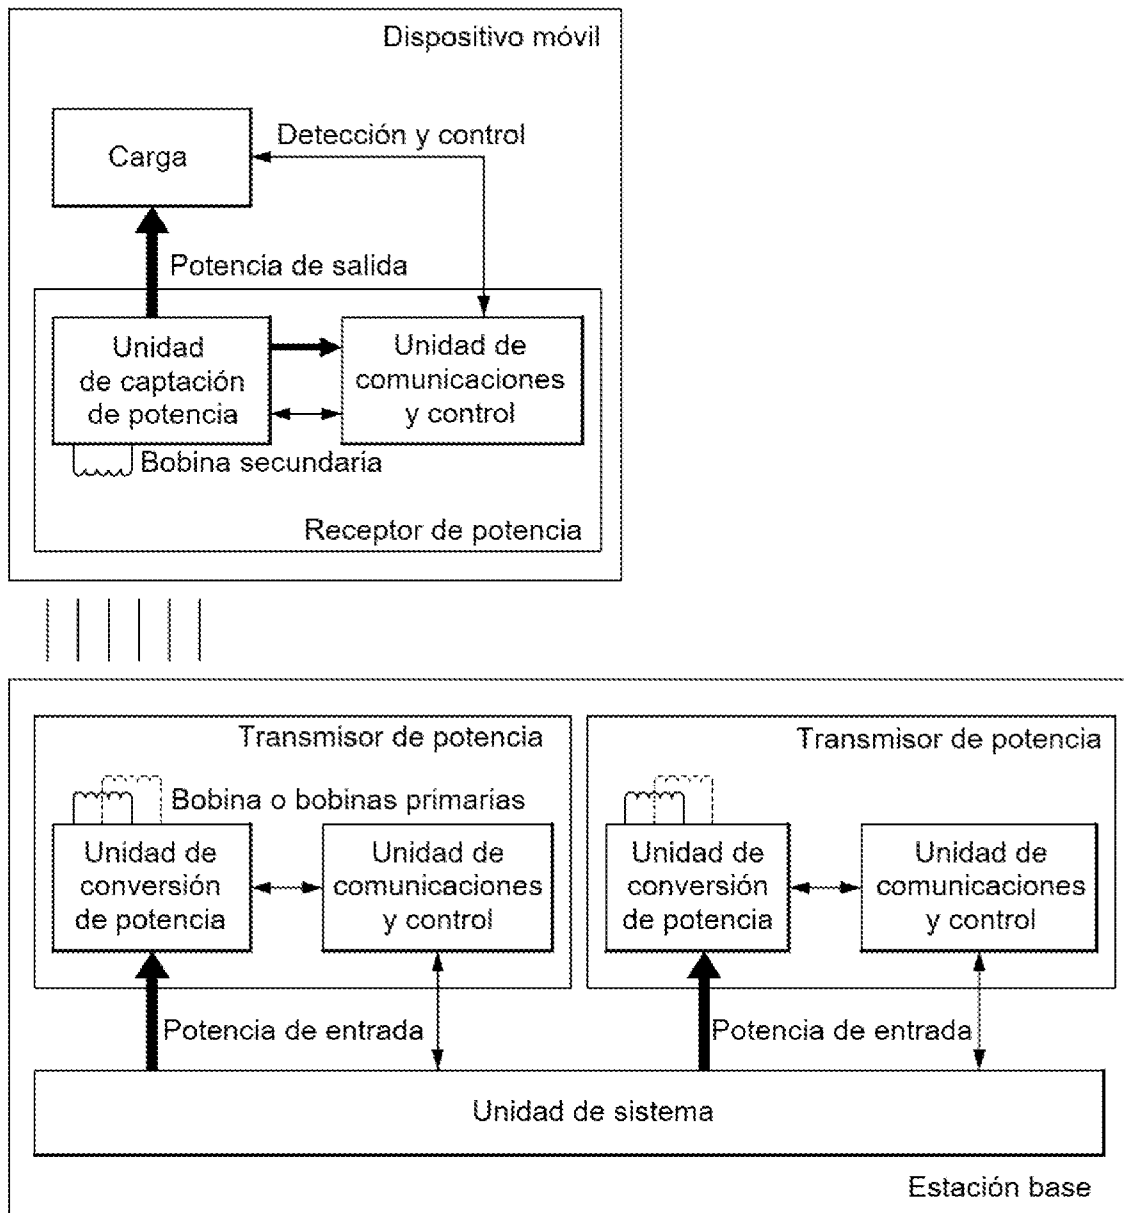 Dispositivo móvil
Carga
Detección y control
Potencia de salida
Unidad
de captación
de potencia
Unidad de
comunicaciones
y control
Bobina secundaria
Receptor de potencia
Transmisor de potencia
Bobina o bobinas primarias
Unidad de
conversión
de potencia
Unidad de
comunicaciones
y control
Potencia de entrada
Transmisor de potencia
Unidad de
conversión
de potencia
Unidad de
comunicaciones
y control
Potencia de entrada
Unidad de sistema
Estación base